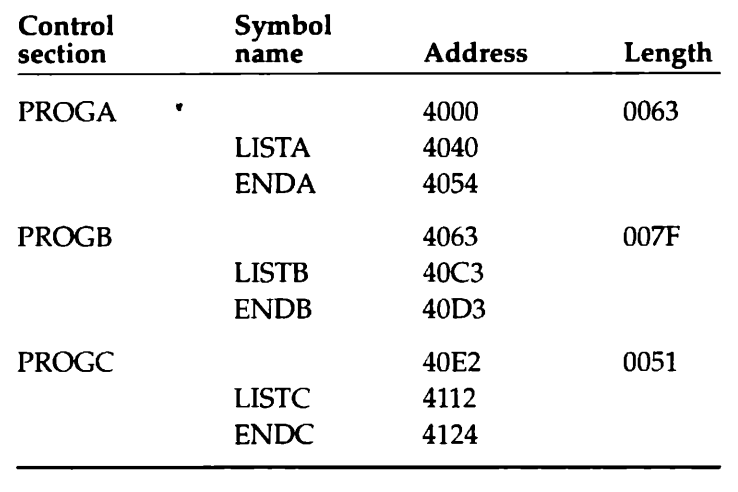 Control section Symbol name Address Length
PROGA 4000 0063
LISTA 4040
ENDA 4054
PROGB 4063 007F
LISTB 40C3
ENDB 40D3
PROGC 40E2 0051
LISTC 4112
ENDC 4124